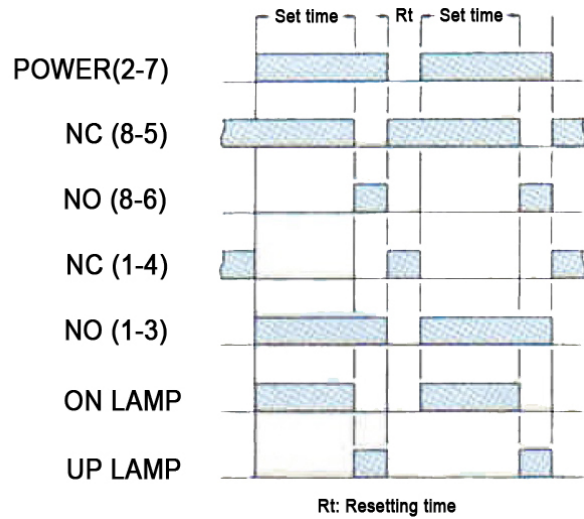 Set time Rt Set time
POWER(2-7)
NC (8-5)
NO (8-6)
NC (1-4)
NO (1-3)
ON LAMP
UP LAMP
Rt: Resetting time